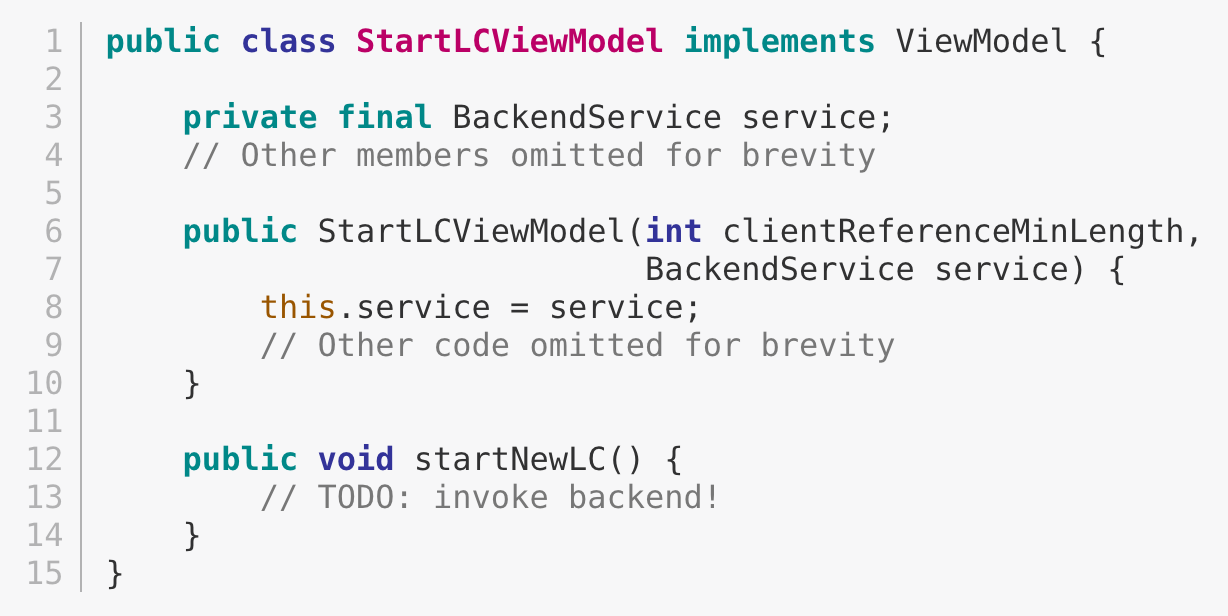 1 public class StartLCViewModel implements ViewModel {
2
3     private final BackendService service;
4     // Other members omitted for brevity
5
6     public StartLCViewModel(int clientReferenceMinLength,
7                             BackendService service) {
8         this.service = service;
9         // Other code omitted for brevity
10     }
11
12     public void startNewLC() {
13         // TODO: invoke backend!
14     }
15 }